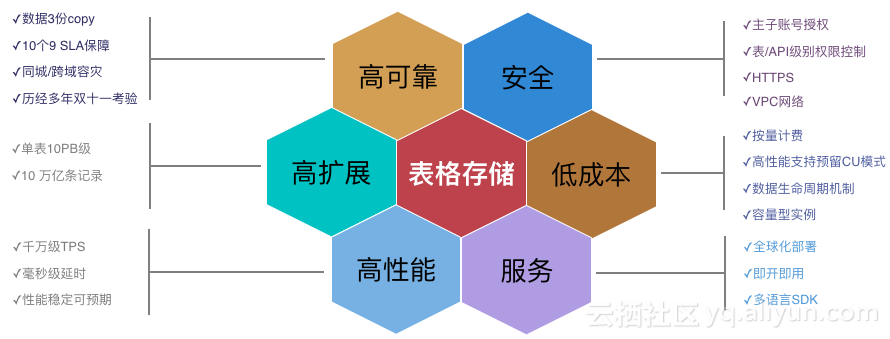 ✓数据3份copy
✓10个9 SLA保障
✓同城/跨域容灾
✓历经多年双十一考验
✓单表10PB级
✓10 万亿条记录
✓千万级TPS
✓毫秒级延时
✓性能稳定可预期
高可靠
安全
高扩展
表格存储
低成本
高性能
服务
✓主子账号授权
✓表/API级别权限控制
✓HTTPS
✓VPC网络
✓按量计费
✓高性能支持预留CU模式
✓数据生命周期机制
✓容量型实例
✓全球化部署
✓即开即用
✓多语言SDK
云栖社区 yq.aliyun.com